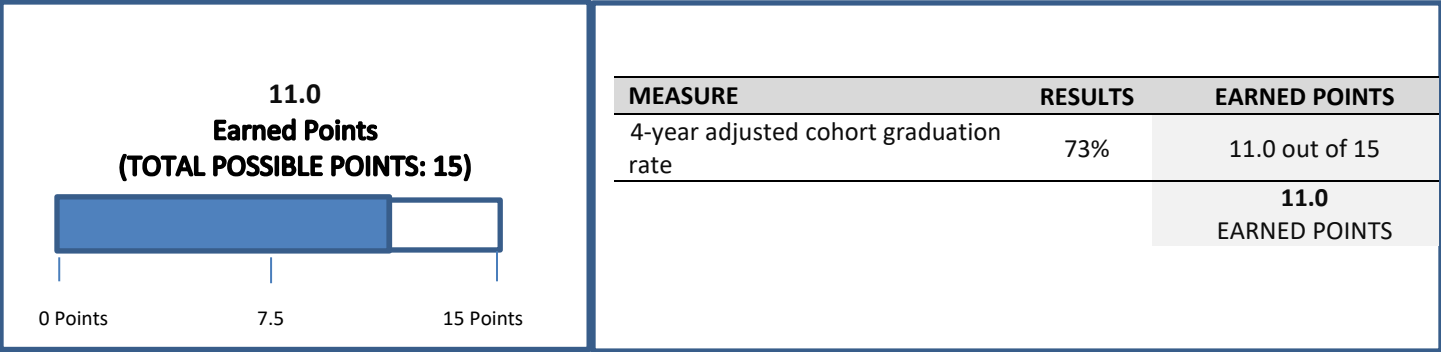 11.0
Earned Points
(TOTAL POSSIBLE POINTS: 15)
0 Points 7.5 15 Points
MEASURE RESULTS EARNED POINTS
4-year adjusted cohort graduation
rate 73% 11.0 out of 15
11.0
EARNED POINTS